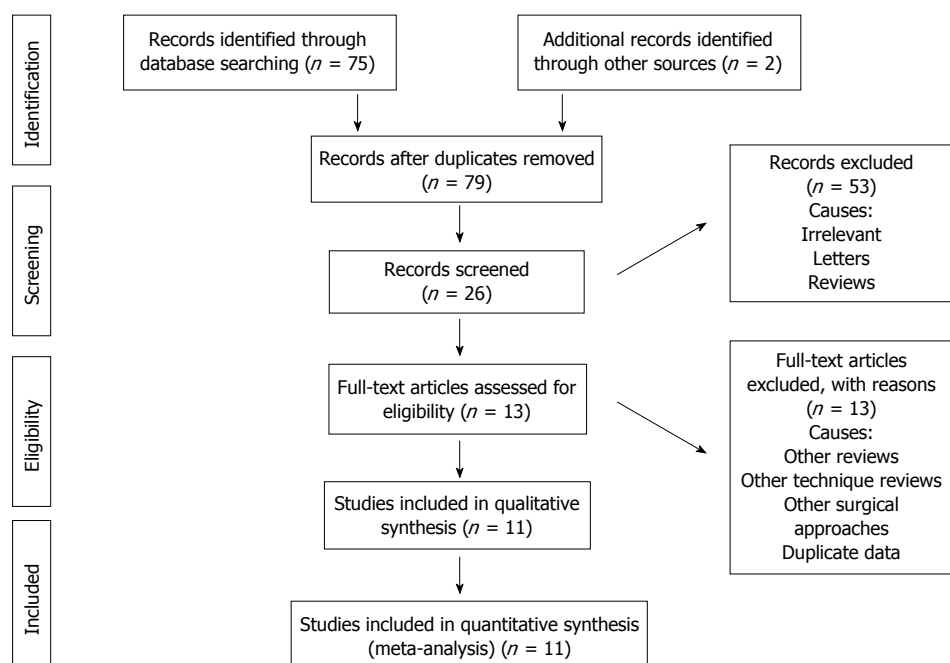 Identification
Records identified through
database searching (n = 75)
Additional records identified
through other sources (n = 2)
Records after duplicates removed
(n = 79)
Screening
Records screened
(n = 26)
Records excluded
(n = 53)
Causes:
Irrelevant
Letters
Reviews
Eligibility
Full-text articles assessed for
eligibility (n = 13)
Full-text articles
excluded, with reasons
(n = 13)
Causes:
Other reviews
Other technique reviews
Other surgical
approaches
Duplicate data
Studies included in qualitative
synthesis (n = 11)
Included
Studies included in quantitative synthesis
(meta-analysis) (n = 11)